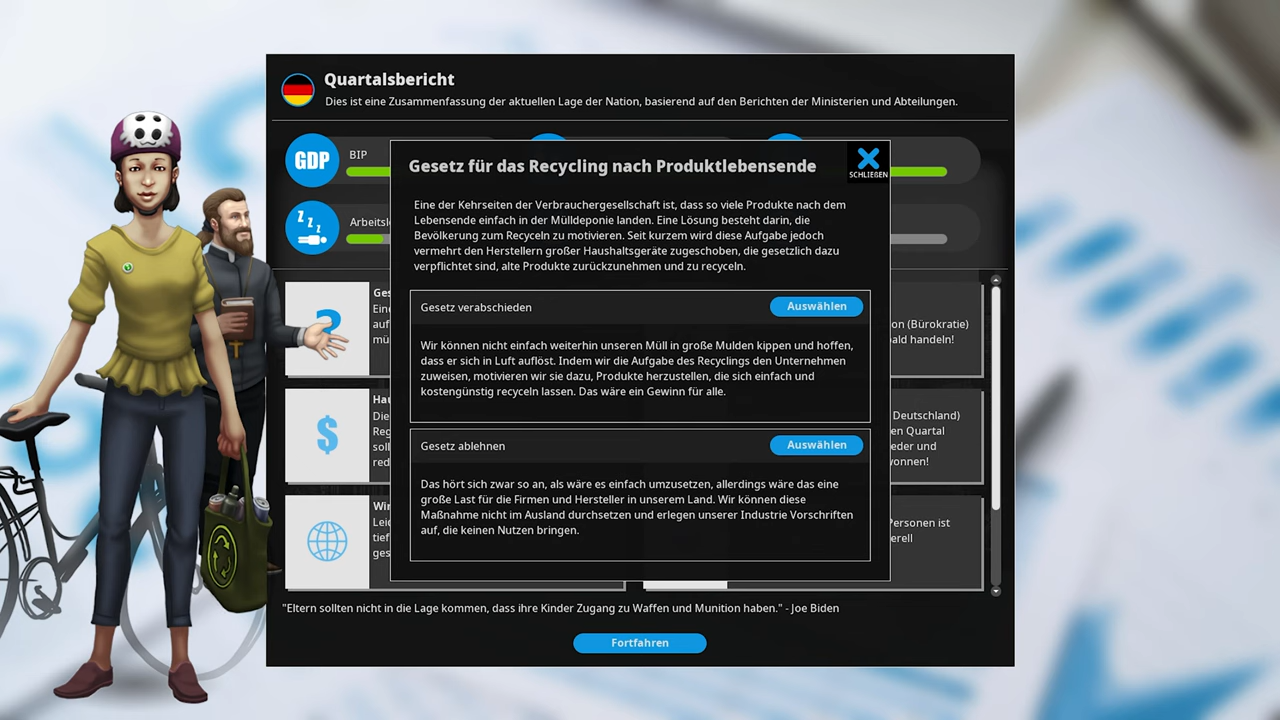 Quartalsbericht
Dies ist eine Zusammenfassung der aktuellen Lage der Nation, basierend auf den Berichten der Ministerien und Abteilungen.
GDP
BIP
Z Z Z
Gesetz für das Recycling nach Produktlebensende
SCHLIEßEN
Eine der Kehrseiten der Verbrauchergesellschaft ist, dass so viele Produkte nach dem
Lebensende einfach in der Mülldeponie landen. Eine Lösung besteht darin, die
Bevölkerung zum Recyceln zu motivieren. Seit kurzem wird diese Aufgabe jedoch
vermehrt den Herstellern großer Haushaltsgeräte zugeschoben, die gesetzlich dazu
verpflichtet sind, alte Produkte zurückzunehmen und zu recyceln.
Gesetz verabschieden
Auswählen
Wir können nicht einfach weiterhin unseren Müll in große Mulden kippen und hoffen,
dass er sich in Luft auflöst. Indem wir die Aufgabe des Recyclings den Unternehmen
zuweisen, motivieren wir sie dazu, Produkte herzustellen, die sich einfach und
kostengünstig recyceln lassen. Das wäre ein Gewinn für alle.
Gesetz ablehnen
Auswählen
Das hört sich zwar so an, als wäre es einfach umzusetzen, allerdings wäre das eine
große Last für die Firmen und Hersteller in unserem Land. Wir können diese
Maßnahme nicht im Ausland durchsetzen und erlegen unserer Industrie Vorschriften
auf, die keinen Nutzen bringen.
(Bürokratie)
handeln!
$
Deutschland)
Quartal
und
Personen ist
"Eltern sollten nicht in die Lage kommen, dass ihre Kinder Zugang zu Waffen und Munition haben." - Joe Biden
Fortfahren